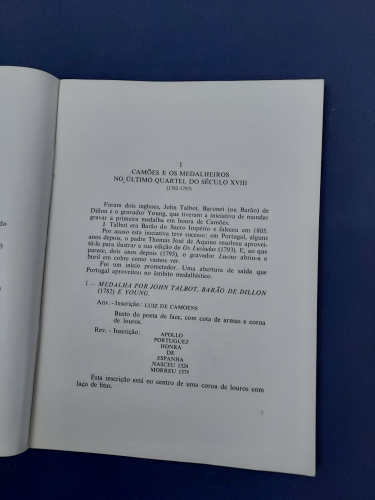 I
CAMÕES E OS MEDALHEIROS
NO ÚLTIMO QUARTEL DO SÉCULO XVIII
(1782-1793)
Foram dois ingleses, John Talbot, Baronet (ou Barão) de
Dillon e o gravador Young, que tiveram a iniciativa de mandar
gravar a primeira medalha em honra de Camões.
J. Talbot era Barão do Sacro Império e faleceu em 1805.
Por acaso esta iniciativa teve sucesso; em Portugal, alguns
anos depois, o padre Thomás José de Aquino resolveu aprovei-
tá-la para ilustrar a sua edição de Os Lusíadas (1793). E, ao que
parece, dois anos depois (1795), o gravador Lucius abriu-a a
buril em cobre como vamos ver.
Foi um início prometedor. Uma abertura de saída que
Portugal aproveitou no âmbito medalhístico.
1 — MEDALHA POR JOHN TALBOT, BARÃO DE DILLON
(1782) E YOUNG.
Anv. - Inscrição: LUIZ DE CAMOENS
Busto do poeta de face, com cota de armas e coroa
de louros.
Rev. - Inscrição:
APOLLO
PORTUGUEZ
HONRA
DE
ESPANHA
NASCEU 1524
MORREU 1579
Esta inscrição está no centro de uma coroa de louros com
laço de fitas.
7
do